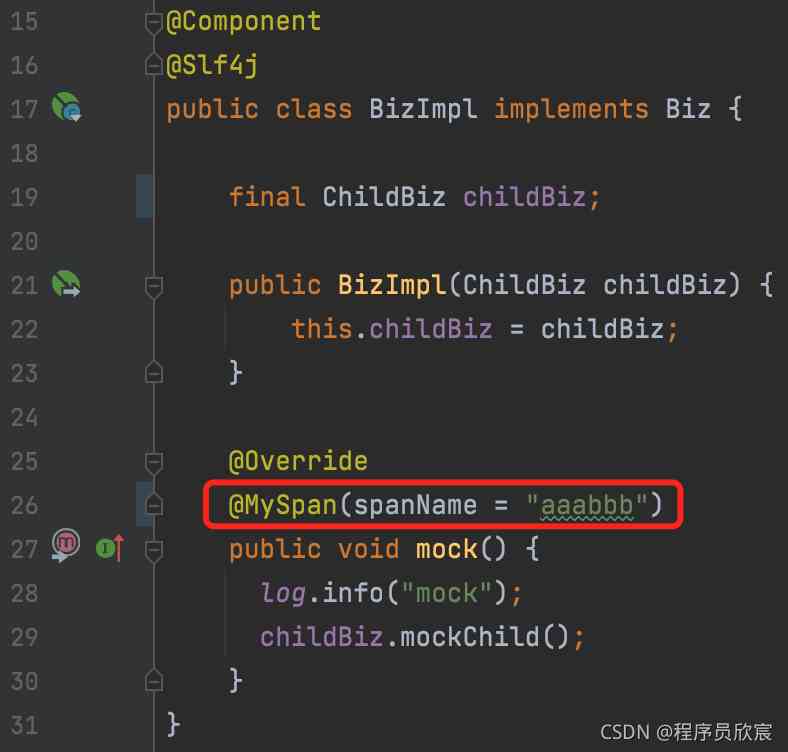 15 @Component
16 @Slf4j
17 public class BizImpl implements Biz {
18
19     final ChildBiz childBiz;
20
21     public BizImpl(ChildBiz childBiz) {
22         this.childBiz = childBiz;
23     }
24
25     @Override
26     @MySpan(spanName = "aaabbb")
27     public void mock() {
28       log.info("mock");
29       childBiz.mockChild();
30     }
31 }
CSDN @程序员欣宸